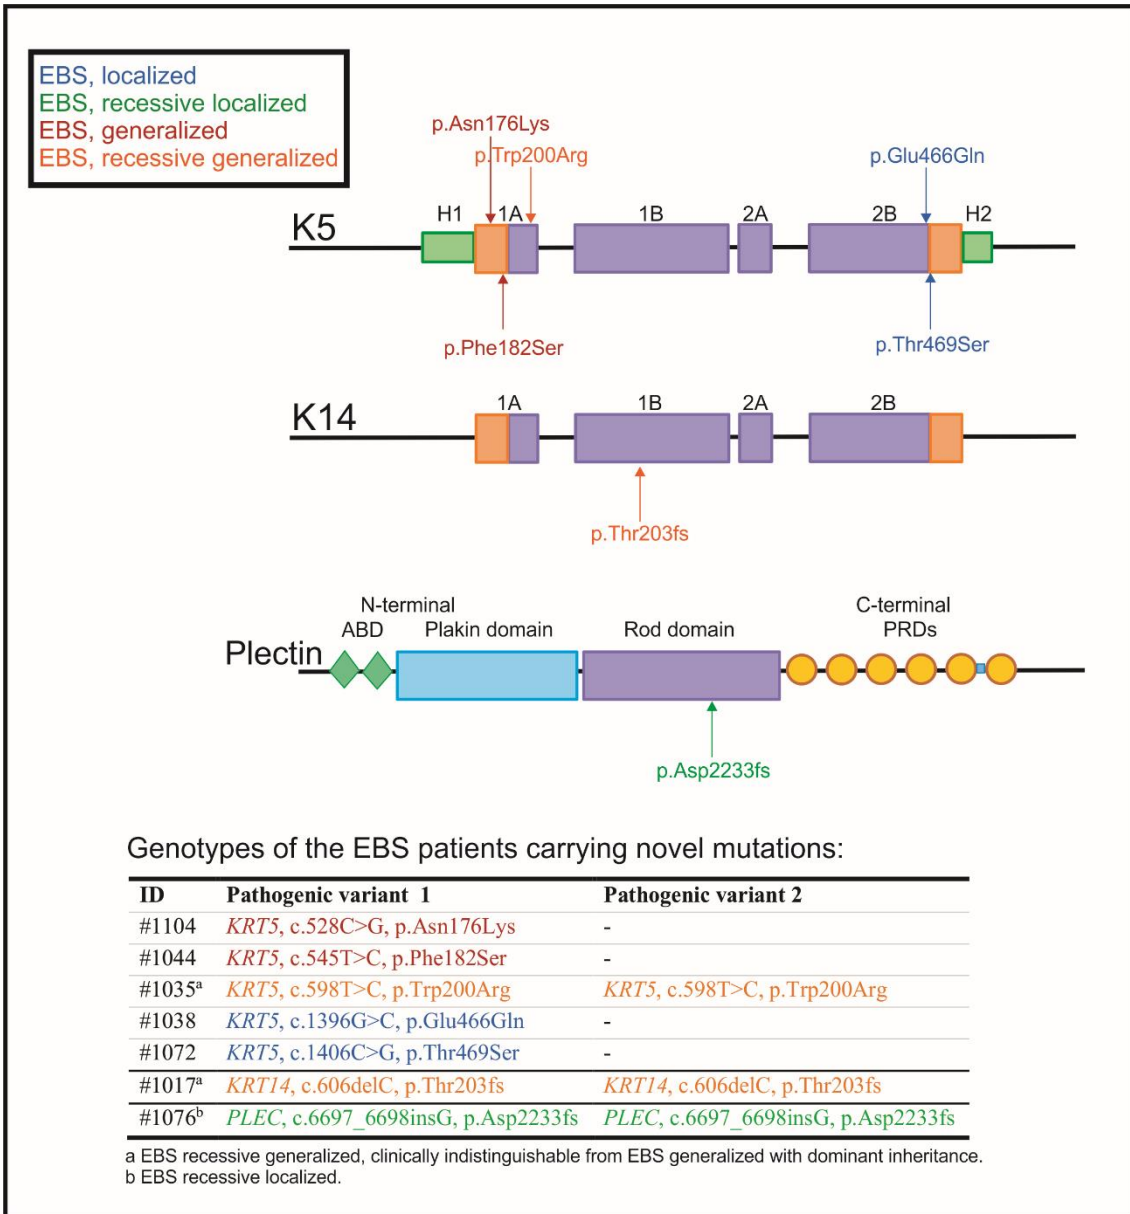 EBS, localized
EBS, recessive localized
EBS, generalized
EBS, recessive generalized
p.Asn176Lys
p.Trp200Arg
p.Glu466Gln
H1 1A 1B 2A 2B H2
K5
p.Phe182Ser
p.Thr469Ser
1A 1B 2A 2B
K14
p.Thr203fs
N-terminal C-terminal
ABD Plakin domain Rod domain PRDs
Plectin
p.Asp2233fs
Genotypes of the EBS patients carrying novel mutations:
ID Pathogenic variant 1 Pathogenic variant 2
#1104 KRT5, c.528C>G, p.Asn176Lys -
#1044 KRT5, c.545T>C, p.Phe182Ser -
#1035a KRT5, c.598T>C, p.Trp200Arg KRT5, c.598T>C, p.Trp200Arg
#1038 KRT5, c.1396G>C, p.Glu466Gln -
#1072 KRT5, c.1406C>G, p.Thr469Ser -
#1017a KRT14, c.606delC, p.Thr203fs KRT14, c.606delC, p.Thr203fs
#1076b PLEC, c.6697_6698insG, p.Asp2233fs PLEC, c.6697_6698insG, p.Asp2233fs
a EBS recessive generalized, clinically indistinguishable from EBS generalized with dominant inheritance.
b EBS recessive localized.